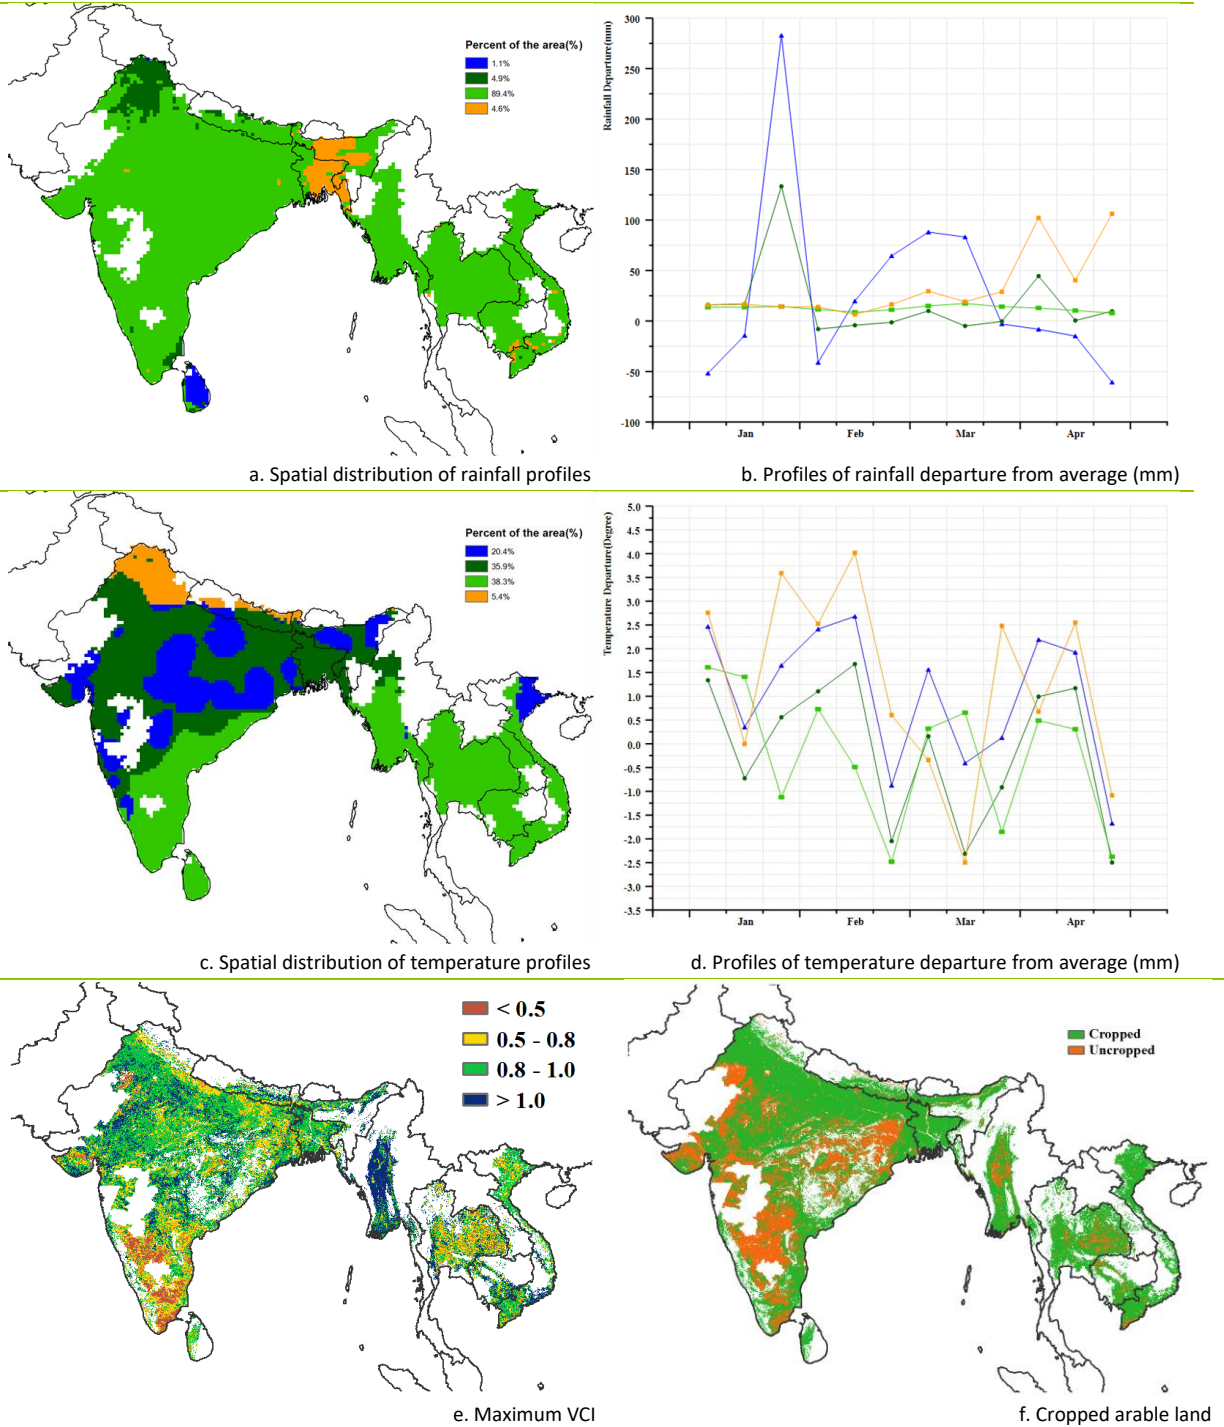 Percent of the area(%)
1.1%
4.9%
89.4%
4.6%
Rainfall Departure(mm)
300
250
200
150
100
50
0
-50
-100
Jan
Feb
Mar
Apr
a. Spatial distribution of rainfall profiles
b. Profiles of rainfall departure from average (mm)
Percent of the area(%)
20.4%
35.9%
38.3%
5.4%
Temperature Departure(Degree)
5.0
4.5
4.0
3.5
3.0
2.5
2.0
1.5
1.0
0.5
0.0
-0.5
-1.0
-1.5
-2.0
-2.5
-3.0
-3.5
Jan
Feb
Mar
Apr
c. Spatial distribution of temperature profiles
d. Profiles of temperature departure from average (mm)
< 0.5
0.5 - 0.8
0.8 - 1.0
> 1.0
Cropped
Uncropped
e. Maximum VCI
f. Cropped arable land